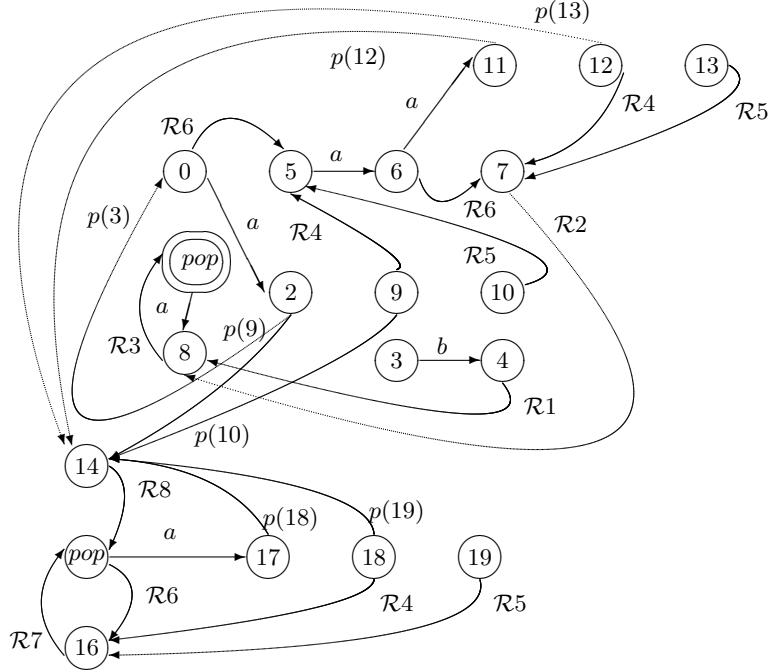 p(13)
p(12)
11
12
13
a
R4
R5
R6
0
a
5
a
6
7
R6
R2
p(3)
R4
R5
pop
a
2
9
10
R3
8
p(9)
3
b
4
R1
p(10)
14
R8
p(18)
p(19)
pop
a
17
18
19
R6
R4
R5
R7
16